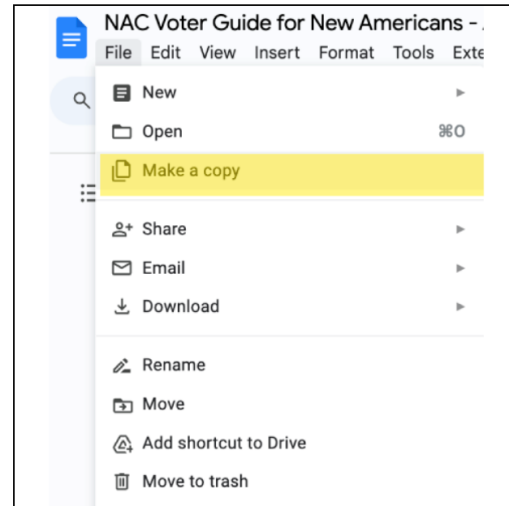 NAC Voter Guide for New Americans - .
File Edit View Insert Format Tools Exte
New
Open ⌘O
Make a copy
Share
Email
Download
Rename
Move
Add shortcut to Drive
Move to trash